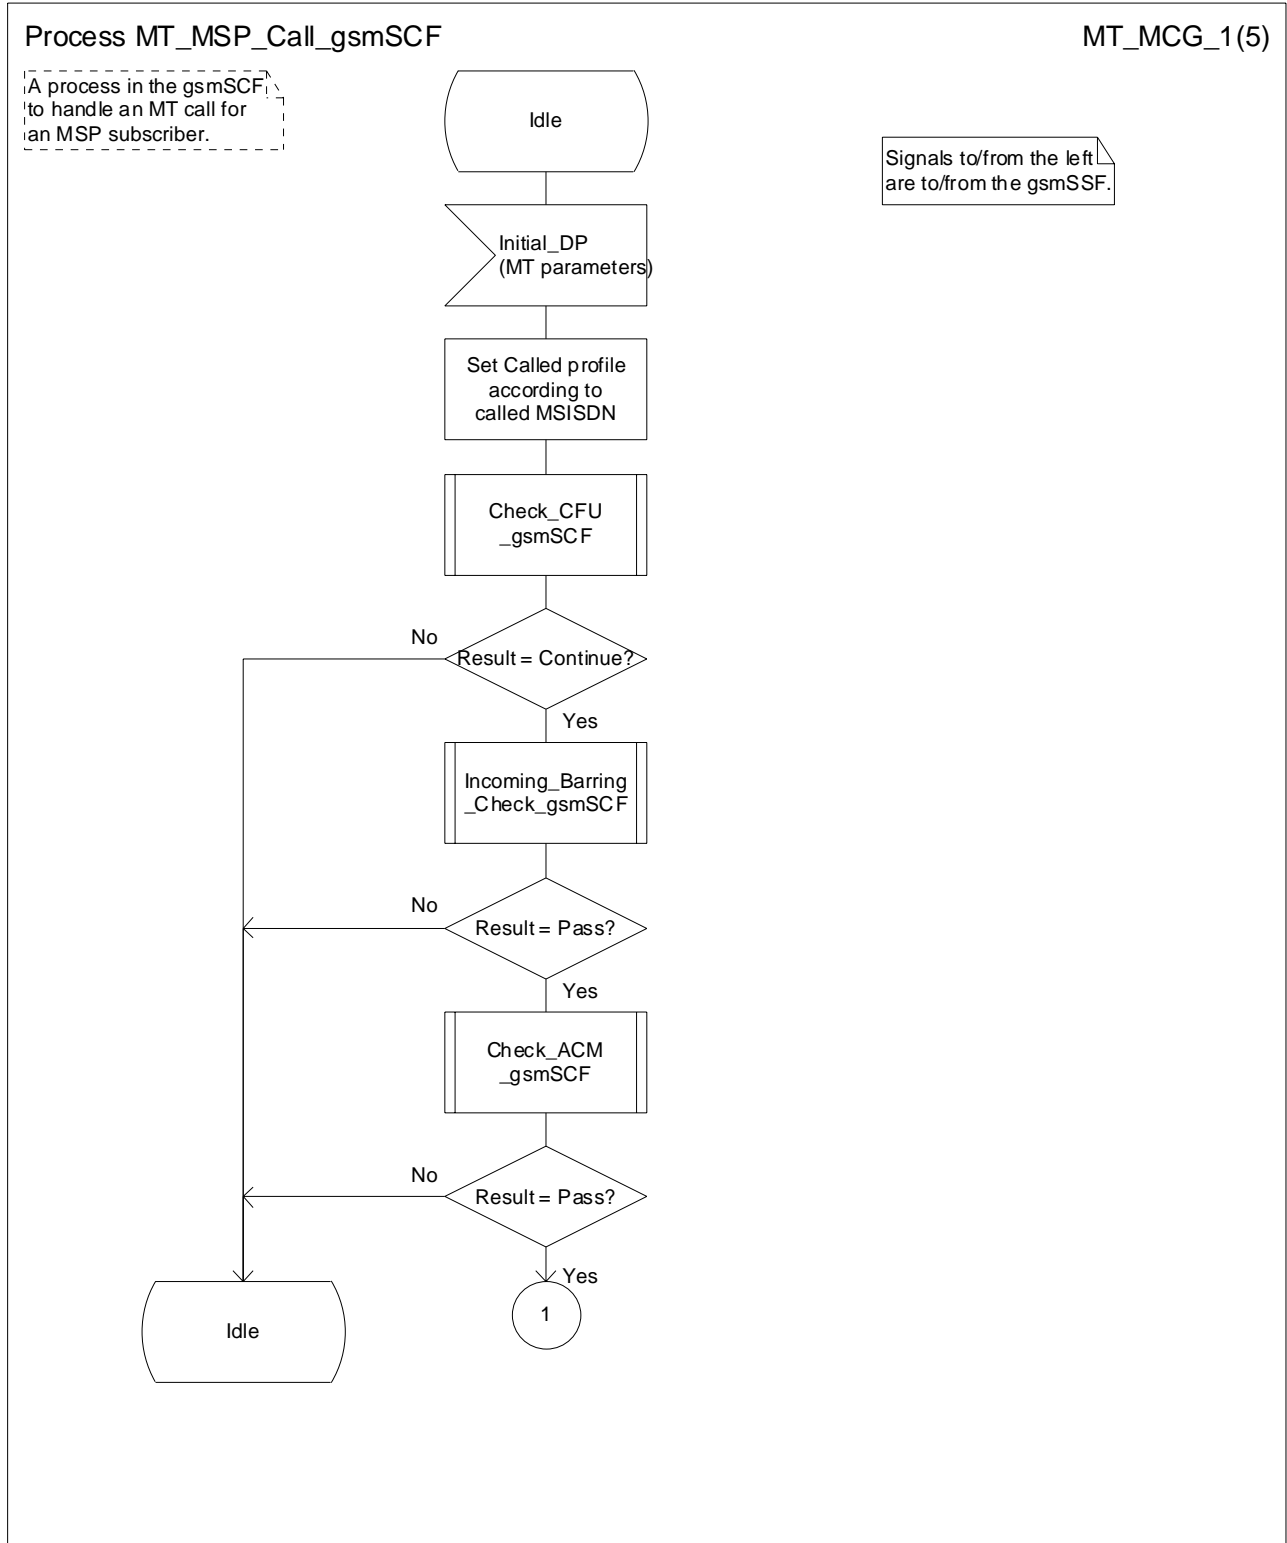 Process MT_MSP_Call_gsmSCF
MT_MCG_1(5)
A process in the gsmSCF
to handle an MT call for
an MSP subscriber.
Idle
Signals to/from the left
are to/from the gsmSSF.
Initial_DP
(MT parameters)
Set Called profile
according to
called MSISDN
Check_CFU
_gsmSCF
No
Result = Continue?
Yes
Incoming_Barring
_Check_gsmSCF
No
Result = Pass?
Yes
Check_ACM
_gsmSCF
No
Result = Pass?
Yes
Idle
1